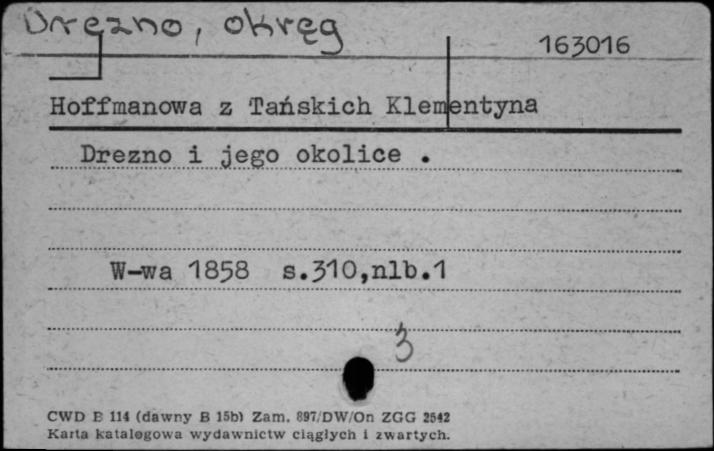 Drezno, okręg
163016
Hoffmanowa z Tańskich Klementyna
Drezno i jego okolice .
W-wa 1858 s.310,nlb.1
3
CWD B 114 (dawny B 15b) Zam. 897/DW/On ZGG 2542
Karta katalogowa wydawnictw ciągłych i zwartych.